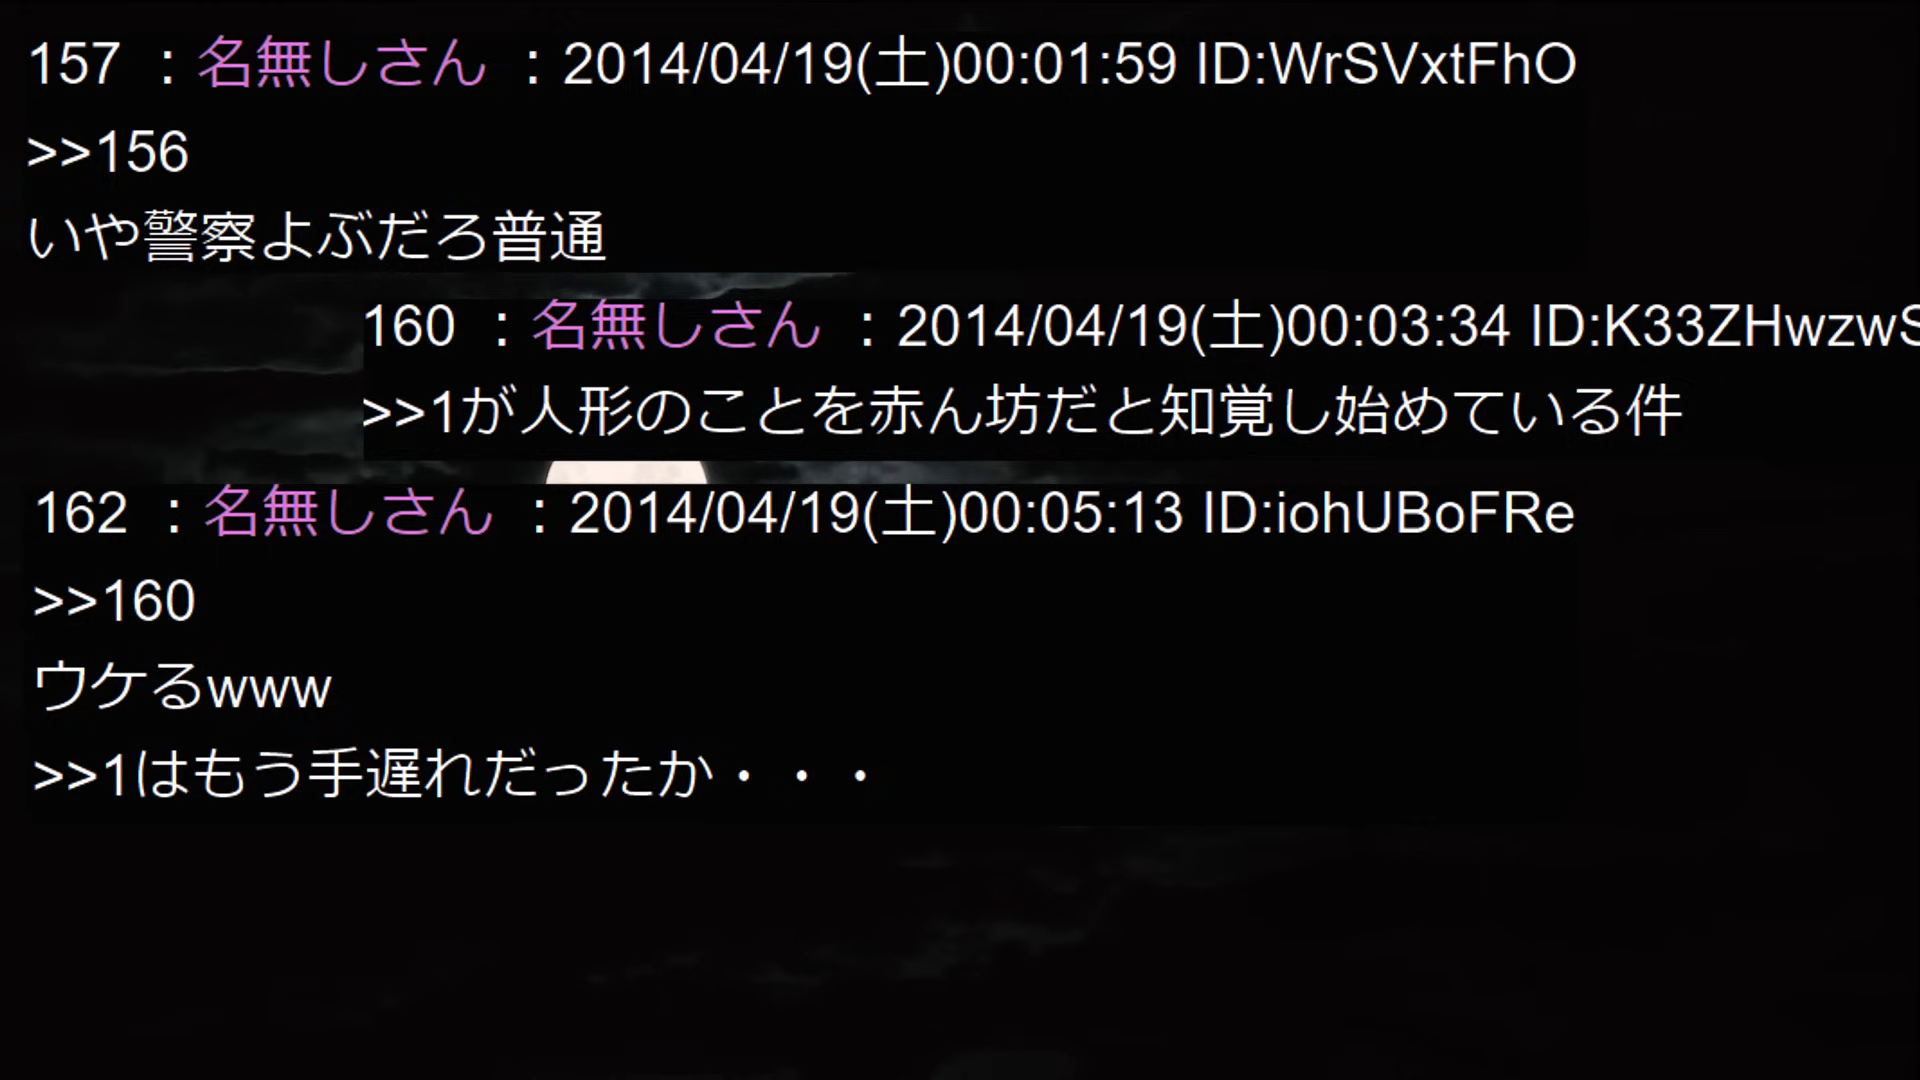 157 ：名無しさん ：2014/04/19(土)00:01:59 ID:WrSVxtFhO
>>156
いや警察よぶだろ普通
160 ：名無しさん ：2014/04/19(土)00:03:34 ID:K33ZHwzwS
>>1が人形のことを赤ん坊だと知覚し始めている件
162 ：名無しさん ：2014/04/19(土)00:05:13 ID:iohUBoFRe
>>160
ウケるwww
>>1はもう手遅れだったか・・・